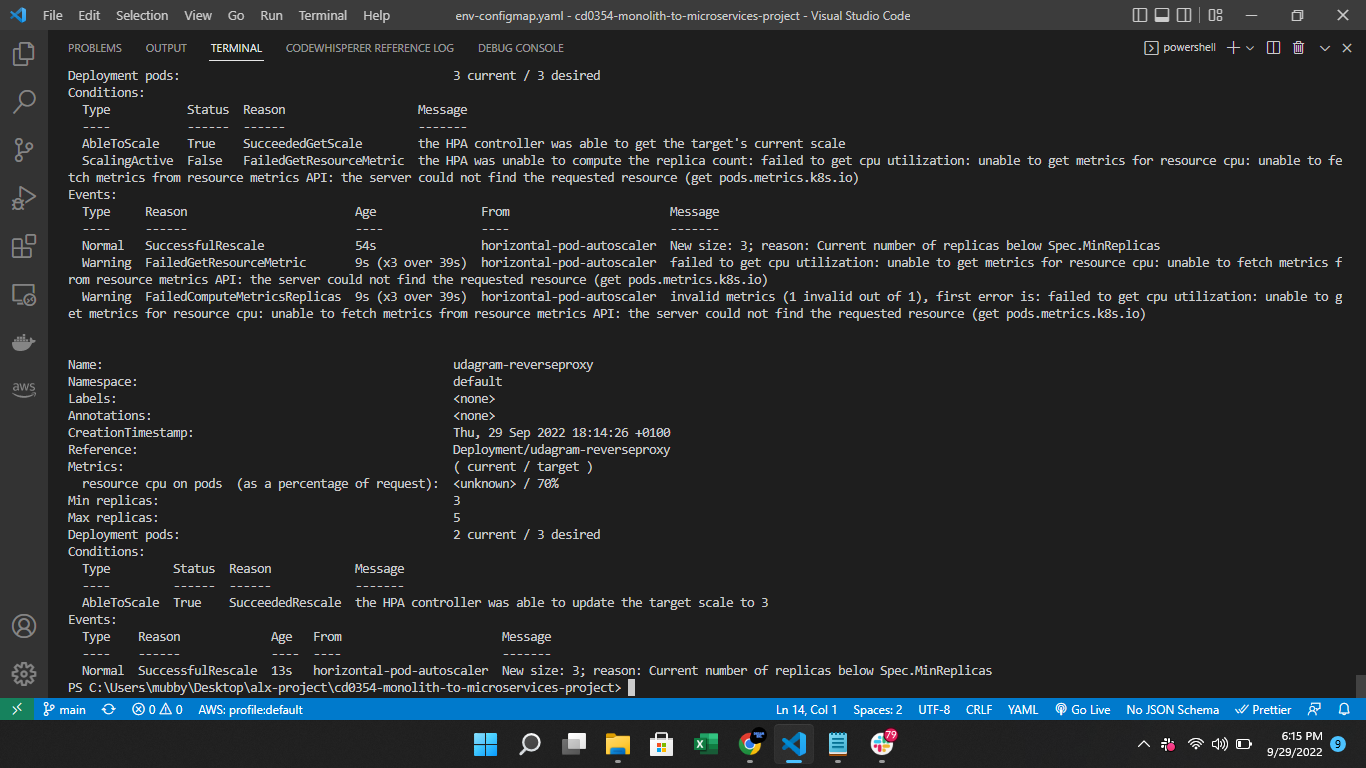 File Edit Selection View Go Run Terminal Help env-configmap.yaml - cd0354-monolith-to-microservices-project - Visual Studio Code
PROBLEMS OUTPUT TERMINAL CODEWHISPERER REFERENCE LOG DEBUG CONSOLE powershell
Deployment pods: 3 current / 3 desired
Conditions:
Type Status Reason Message
---- ------ ------ -------
AbleToScale True SucceededGetScale the HPA controller was able to get the target's current scale
ScalingActive False FailedGetResourceMetric the HPA was unable to compute the replica count: failed to get cpu utilization: unable to get metrics for resource cpu: unable to fe
tch metrics from resource metrics API: the server could not find the requested resource (get pods.metrics.k8s.io)
Events:
Type Reason Age From Message
---- ------ ---- ---- -------
Normal SuccessfulRescale 54s horizontal-pod-autoscaler New size: 3; reason: Current number of replicas below Spec.MinReplicas
Warning FailedGetResourceMetric 9s (x3 over 39s) horizontal-pod-autoscaler failed to get cpu utilization: unable to get metrics for resource cpu: unable to fetch metrics f
rom resource metrics API: the server could not find the requested resource (get pods.metrics.k8s.io)
Warning FailedComputeMetricsReplicas 9s (x3 over 39s) horizontal-pod-autoscaler invalid metrics (1 invalid out of 1), first error is: failed to get cpu utilization: unable to g
et metrics for resource cpu: unable to fetch metrics from resource metrics API: the server could not find the requested resource (get pods.metrics.k8s.io)
Name: udagram-reverseproxy
Namespace: default
Labels: <none>
Annotations: <none>
CreationTimestamp: Thu, 29 Sep 2022 18:14:26 +0100
Reference: Deployment/udagram-reverseproxy
Metrics: ( current / target )
resource cpu on pods (as a percentage of request): <unknown> / 70%
Min replicas: 3
Max replicas: 5
Deployment pods: 2 current / 3 desired
Conditions:
Type Status Reason Message
---- ------ ------ -------
AbleToScale True SucceededRescale the HPA controller was able to update the target scale to 3
Events:
Type Reason Age From Message
---- ------ ---- ---- -------
Normal SuccessfulRescale 13s horizontal-pod-autoscaler New size: 3; reason: Current number of replicas below Spec.MinReplicas
PS C:\Users\mubby\Desktop\alx-project\cd0354-monolith-to-microservices-project>
aws
main 0 0 AWS: profile:default Ln 14, Col 1 Spaces: 2 UTF-8 CRLF YAML Go Live No JSON Schema Prettier
79
6:15 PM
9/29/2022 9